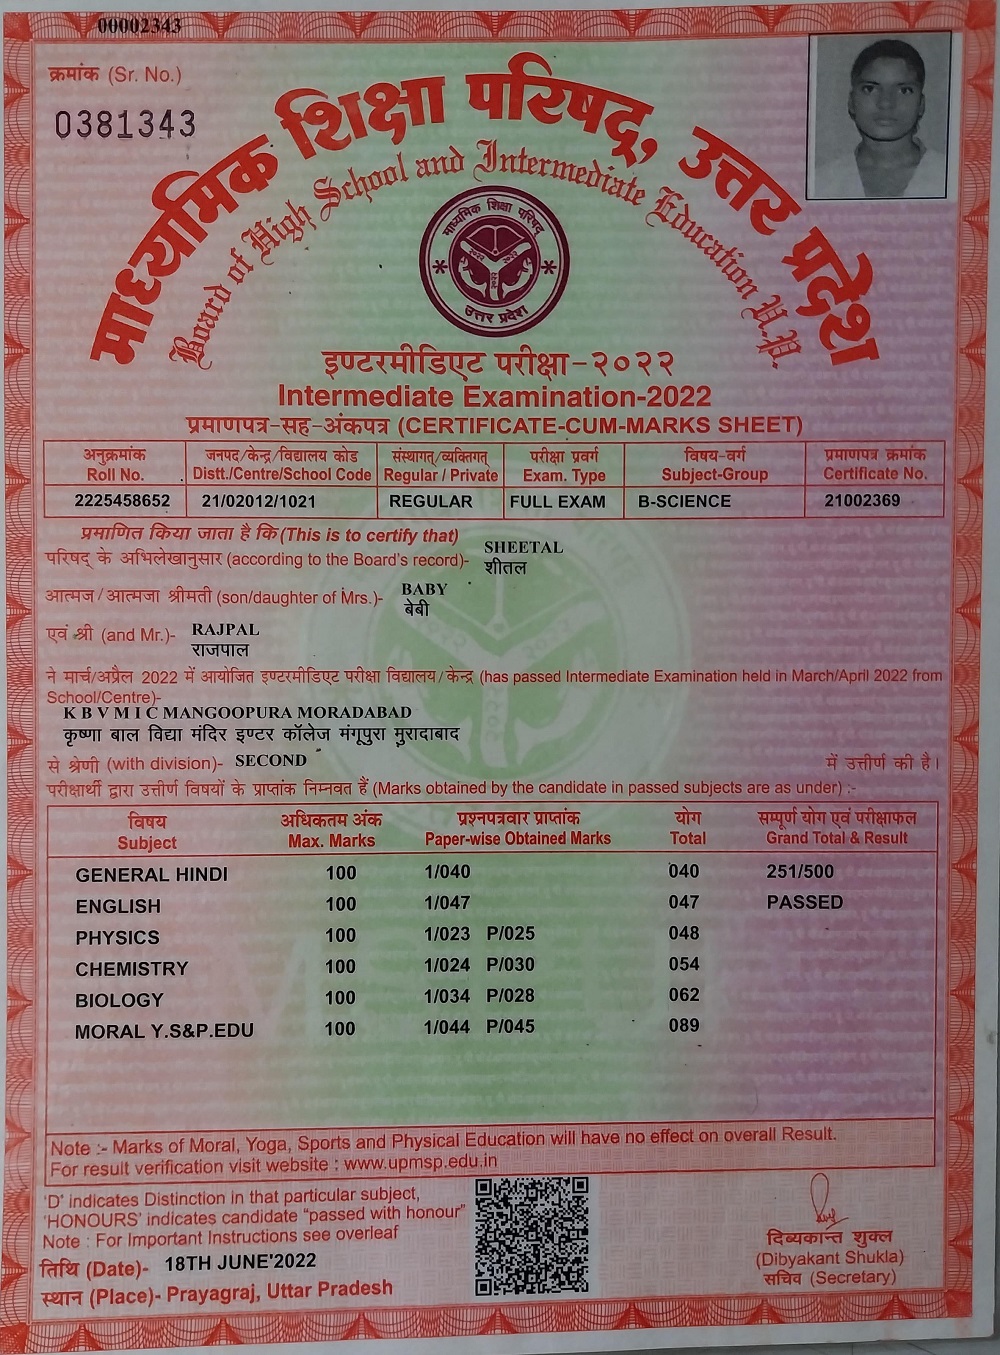 00002343
क्रमांक (Sr. No.)
0381343
माध्यमिक शिक्षा परिषद्, उत्तर प्रदेश
Board of High School and Intermediate Education U.P.
माध्यमिक शिक्षा परिषद्
उत्तर प्रदेश
इण्टरमीडिएट परीक्षा-२०२२
Intermediate Examination-2022
प्रमाणपत्र-सह-अंकपत्र (CERTIFICATE-CUM-MARKS SHEET)
अनुक्रमांक जनपद/केन्द्र/विद्यालय कोड संस्थागत्/व्यक्तिगत् परीक्षा प्रवर्ग विषय-वर्ग प्रमाणपत्र क्रमांक
Roll No. Distt./Centre/School Code Regular / Private Exam. Type Subject-Group Certificate No.
2225458652 21/02012/1021 REGULAR FULL EXAM B-SCIENCE 21002369
प्रमाणित किया जाता है कि (This is to certify that)
SHEETAL
परिषद् के अभिलेखानुसार (according to the Board's record)- शीतल
BABY
आत्मज/आत्मजा श्रीमती (son/daughter of Mrs.)- बेबी
RAJPAL
एवं श्री (and Mr.)- राजपाल
ने मार्च/अप्रैल 2022 में आयोजित इण्टरमीडिएट परीक्षा विद्यालय/केन्द्र (has passed Intermediate Examination held in March/April 2022 from
School/Centre)-
K B V M I C MANGOOPURA MORADABAD
कृष्णा बाल विद्या मंदिर इण्टर कॉलेज मंगूपुरा मुरादाबाद
से श्रेणी (with division)- SECOND में उत्तीर्ण की है।
परीक्षार्थी द्वारा उत्तीर्ण विषयों के प्राप्तांक निम्नवत हैं (Marks obtained by the candidate in passed subjects are as under) :-
विषय अधिकतम अंक प्रश्नपत्रवार प्राप्तांक योग सम्पूर्ण योग एवं परीक्षाफल
Subject Max. Marks Paper-wise Obtained Marks Total Grand Total & Result
GENERAL HINDI 100 1/040 040 251/500
ENGLISH 100 1/047 047 PASSED
PHYSICS 100 1/023 P/025 048
CHEMISTRY 100 1/024 P/030 054
BIOLOGY 100 1/034 P/028 062
MORAL Y.S&P.EDU 100 1/044 P/045 089
Note :- Marks of Moral, Yoga, Sports and Physical Education will have no effect on overall Result.
For result verification visit website : www.upmsp.edu.in
'D' indicates Distinction in that particular subject,
'HONOURS' indicates candidate "passed with honour"
Note : For Important Instructions see overleaf
तिथि (Date)- 18TH JUNE'2022
स्थान (Place)- Prayagraj, Uttar Pradesh
दिब्यकान्त शुक्ल
(Dibyakant Shukla)
सचिव (Secretary)